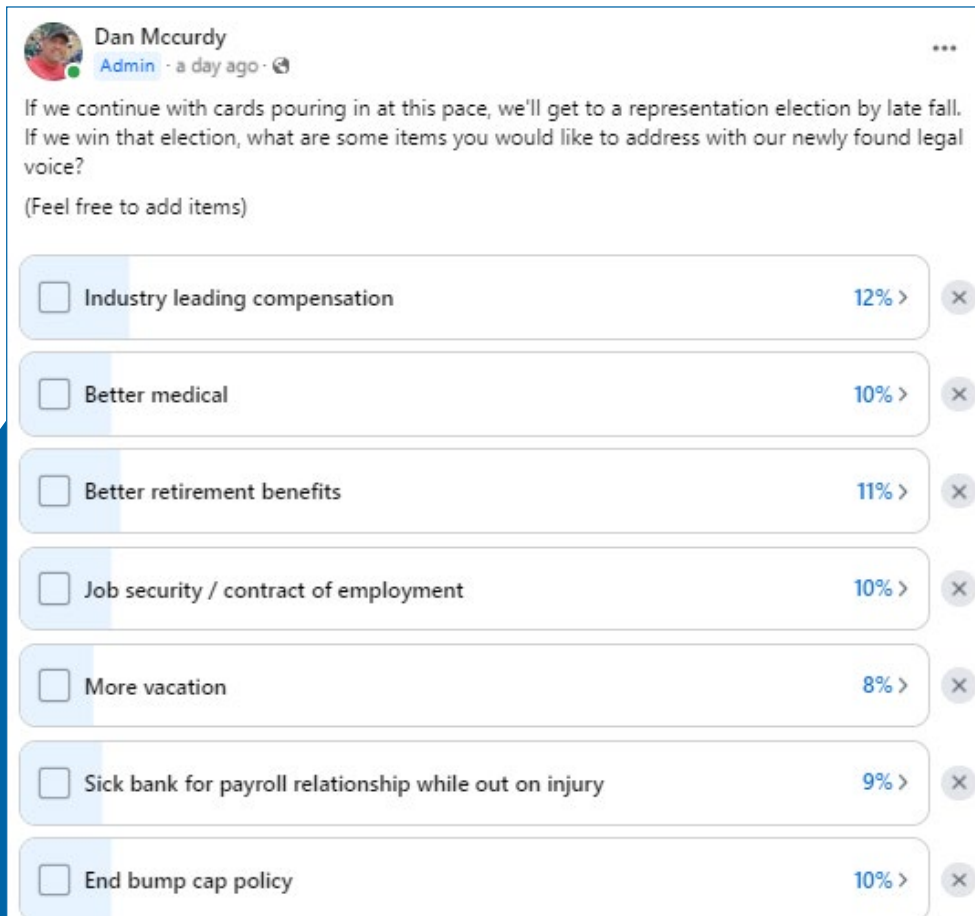 Dan Mccurdy
Admin · a day ago ·
If we continue with cards pouring in at this pace, we'll get to a representation election by late fall.
If we win that election, what are some items you would like to address with our newly found legal
voice?
(Feel free to add items)
Industry leading compensation 12%
Better medical 10%
Better retirement benefits 11%
Job security / contract of employment 10%
More vacation 8%
Sick bank for payroll relationship while out on injury 9%
End bump cap policy 10%